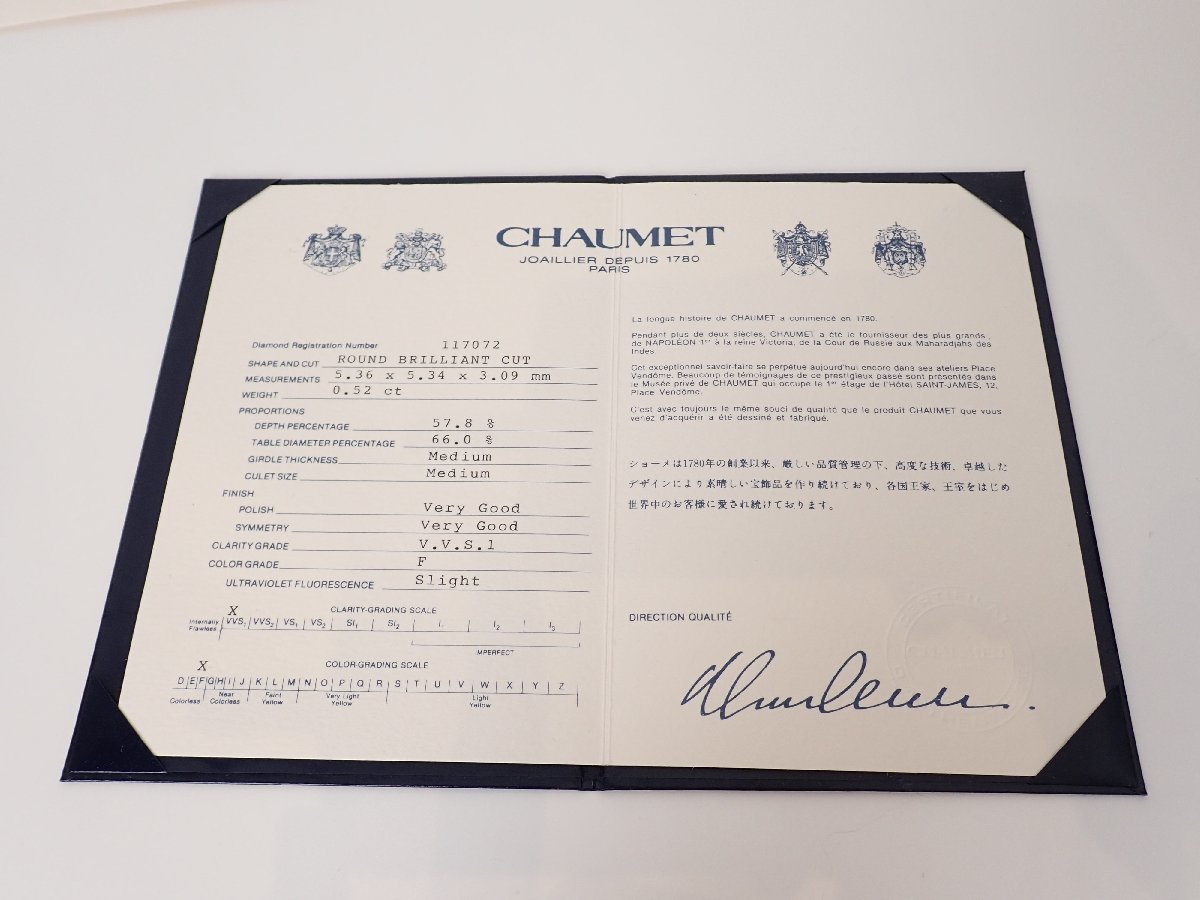 CHAUMET
JOAILLIER DEPUIS 1780
PARIS
Diamond Registration Number 117072
SHAPE AND CUT ROUND BRILLIANT CUT
MEASUREMENTS 5.36 x 5.34 x 3.09 mm
WEIGHT 0.52 ct
PROPORTIONS
DEPTH PERCENTAGE 57.8 %
TABLE DIAMETER PERCENTAGE 66.0 %
GIRDLE THICKNESS Medium
CULET SIZE Medium
FINISH
POLISH Very Good
SYMMETRY Very Good
CLARITY GRADE V.V.S.1
COLOR GRADE F
ULTRAVIOLET FLUORESCENCE Slight
X
CLARITY-GRADING SCALE
Internally Flawless VVS₁ VVS₂ VS₁ VS₂ SI₁ SI₂ I. I₂ I₃
MPERFECT
X
COLOR-GRADING SCALE
D E F G H I J K L M N O P Q R S T U V W X Y Z
Colorless Near Colorless Faint Yellow Very Light Yellow Light Yellow
La longue histoire de CHAUMET a commencé en 1780.
Pendant plus de deux siècles, CHAUMET a été le fournisseur des plus grands ;
de NAPOLÉON 1er à la reine Victoria, de la Cour de Russie aux Maharadjahs des
Indes.
Cet exceptionnel savoir-faire se perpétue aujourd'hui encore dans ses ateliers Place
Vendôme. Beaucoup de témoignages de ce prestigieux passé sont présentés dans
le Musée privé de CHAUMET qui occupe le 1er étage de l'Hôtel SAINT-JAMES, 12,
Place Vendôme.
C'est avec toujours le même souci de qualité que le produit CHAUMET que vous
venez d'acquérir a été dessiné et fabriqué.
ショーメは1780年の創業以来、厳しい品質管理の下、高度な技術、卓越した
デザインにより素晴しい宝飾品を作り続けており、各国王家、王室をはじめ
世界中のお客様に愛され続けております。
DIRECTION QUALITÉ